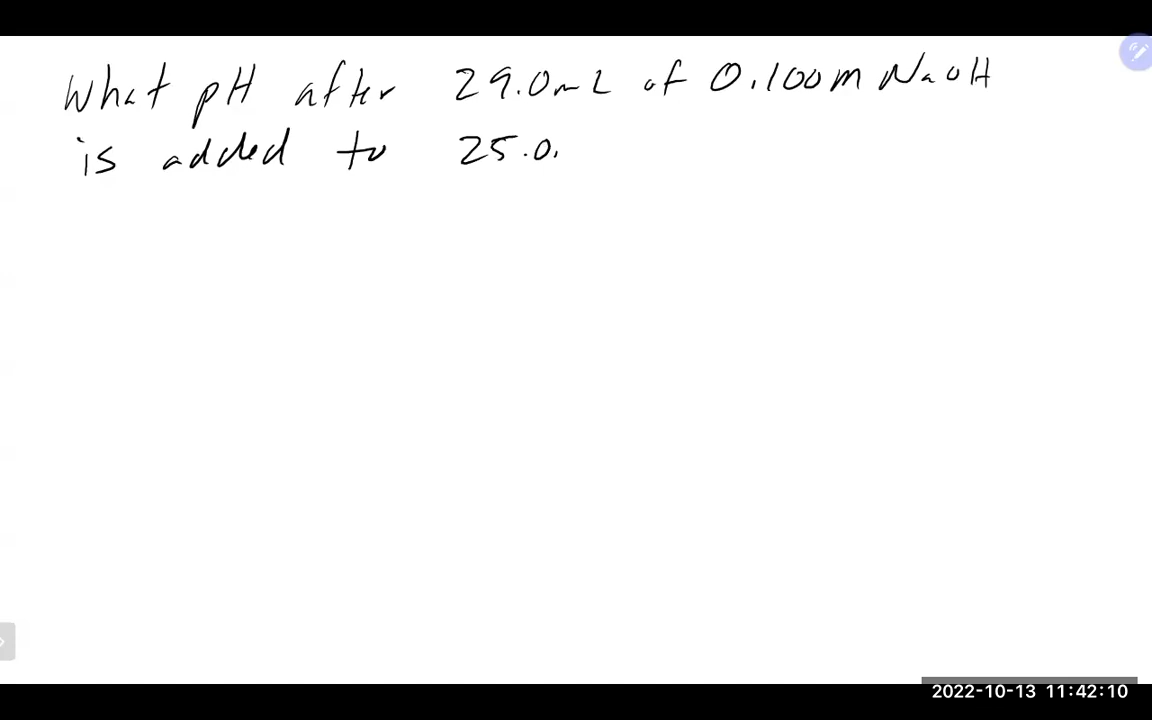 What pH after 29.0mL of 0.100M NaOH
is added to 25.0.
2022-10-13 11:42:10